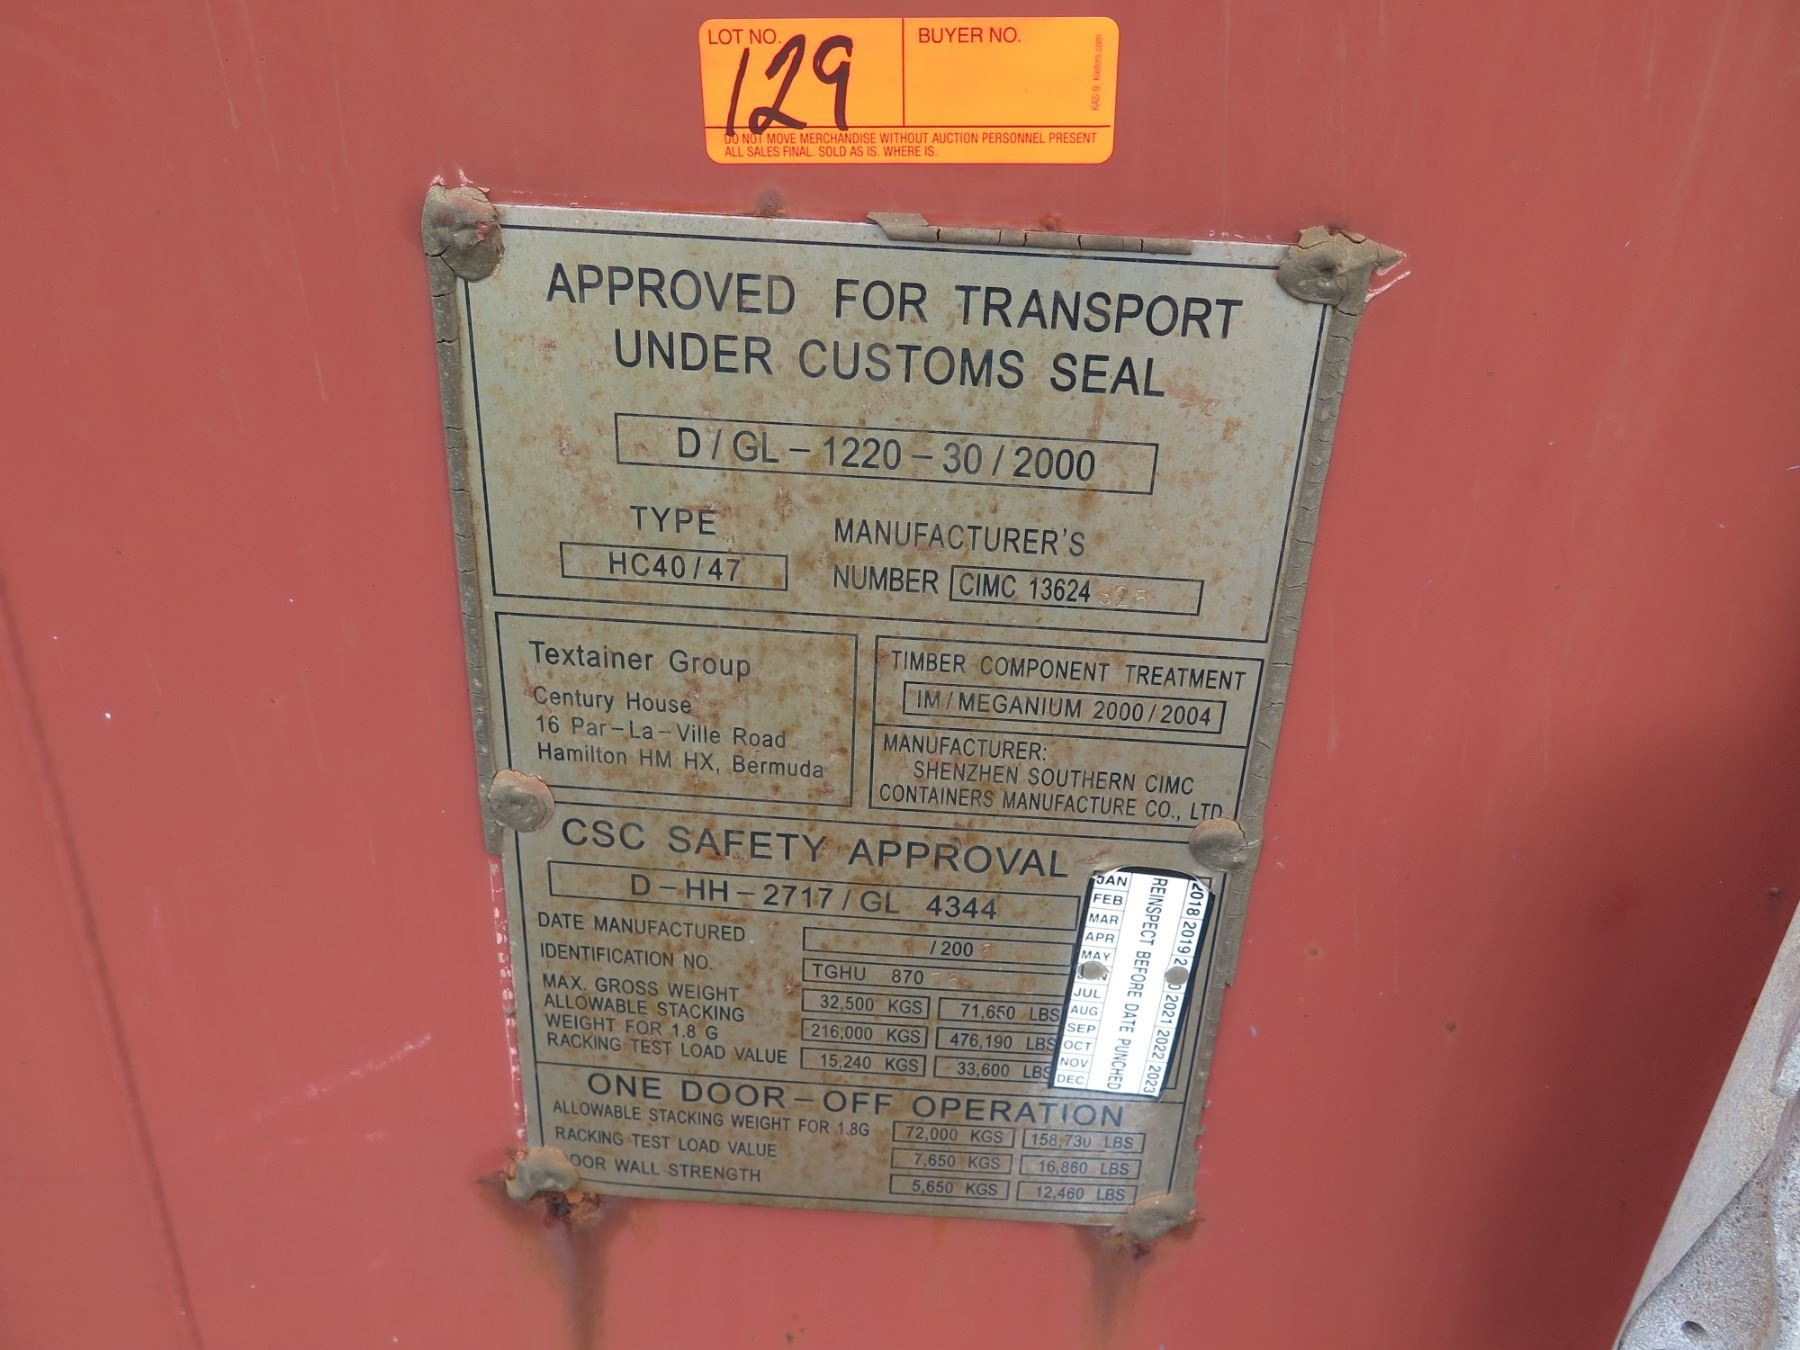 LOT NO.
129
BUYER NO.
KAS-9 Kiefers.com
DO NOT MOVE MERCHANDISE WITHOUT AUCTION PERSONNEL PRESENT
ALL SALES FINAL. SOLD AS IS. WHERE IS.
APPROVED FOR TRANSPORT
UNDER CUSTOMS SEAL
D/GL-1220-30/2000
TYPE
HC40/47
MANUFACTURER'S
NUMBER CIMC 13624
Textainer Group
Century House
16 Par-La-Ville Road
Hamilton HM HX, Bermuda
TIMBER COMPONENT TREATMENT
IM/MEGANIUM 2000/2004
MANUFACTURER:
SHENZHEN SOUTHERN CIMC
CONTAINERS MANUFACTURE CO., LTD
CSC SAFETY APPROVAL
D-HH-2717/GL 4344
DATE MANUFACTURED /200
IDENTIFICATION NO. TGHU 870
MAX. GROSS WEIGHT 32,500 KGS 71,650 LBS
ALLOWABLE STACKING
WEIGHT FOR 1.8 G 216,000 KGS 476,190 LBS
RACKING TEST LOAD VALUE 15,240 KGS 33,600 LBS
JAN
FEB
MAR
APR
MAY
JUL
AUG
SEP
OCT
NOV
DEC
REINSPECT BEFORE DATE PUNCHED
2018 2019 2021 2022 2023
ONE DOOR-OFF OPERATION
ALLOWABLE STACKING WEIGHT FOR 1.8G 72,000 KGS 158,730 LBS
RACKING TEST LOAD VALUE 7,650 KGS 16,860 LBS
DOOR WALL STRENGTH 5,650 KGS 12,460 LBS